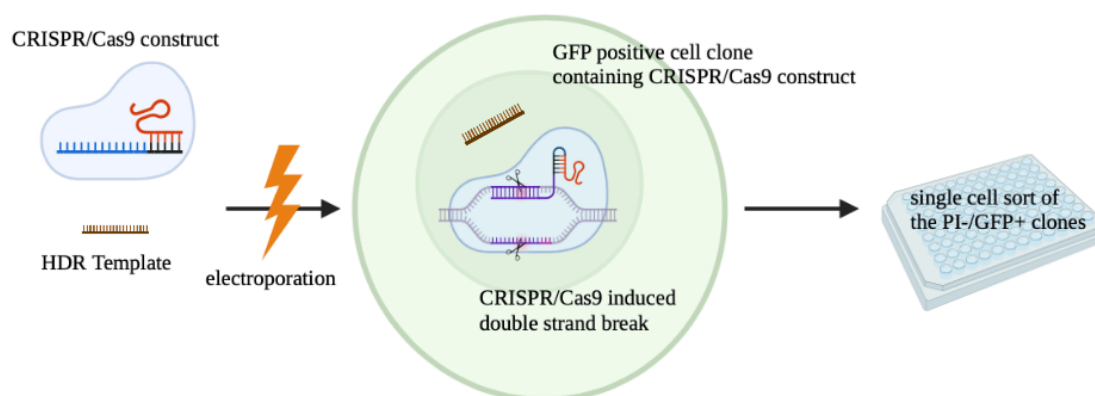 CRISPR/Cas9 construct
HDR Template
electroporation
GFP positive cell clone
containing CRISPR/Cas9 construct
CRISPR/Cas9 induced
double strand break
single cell sort of
the PI-/GFP+ clones